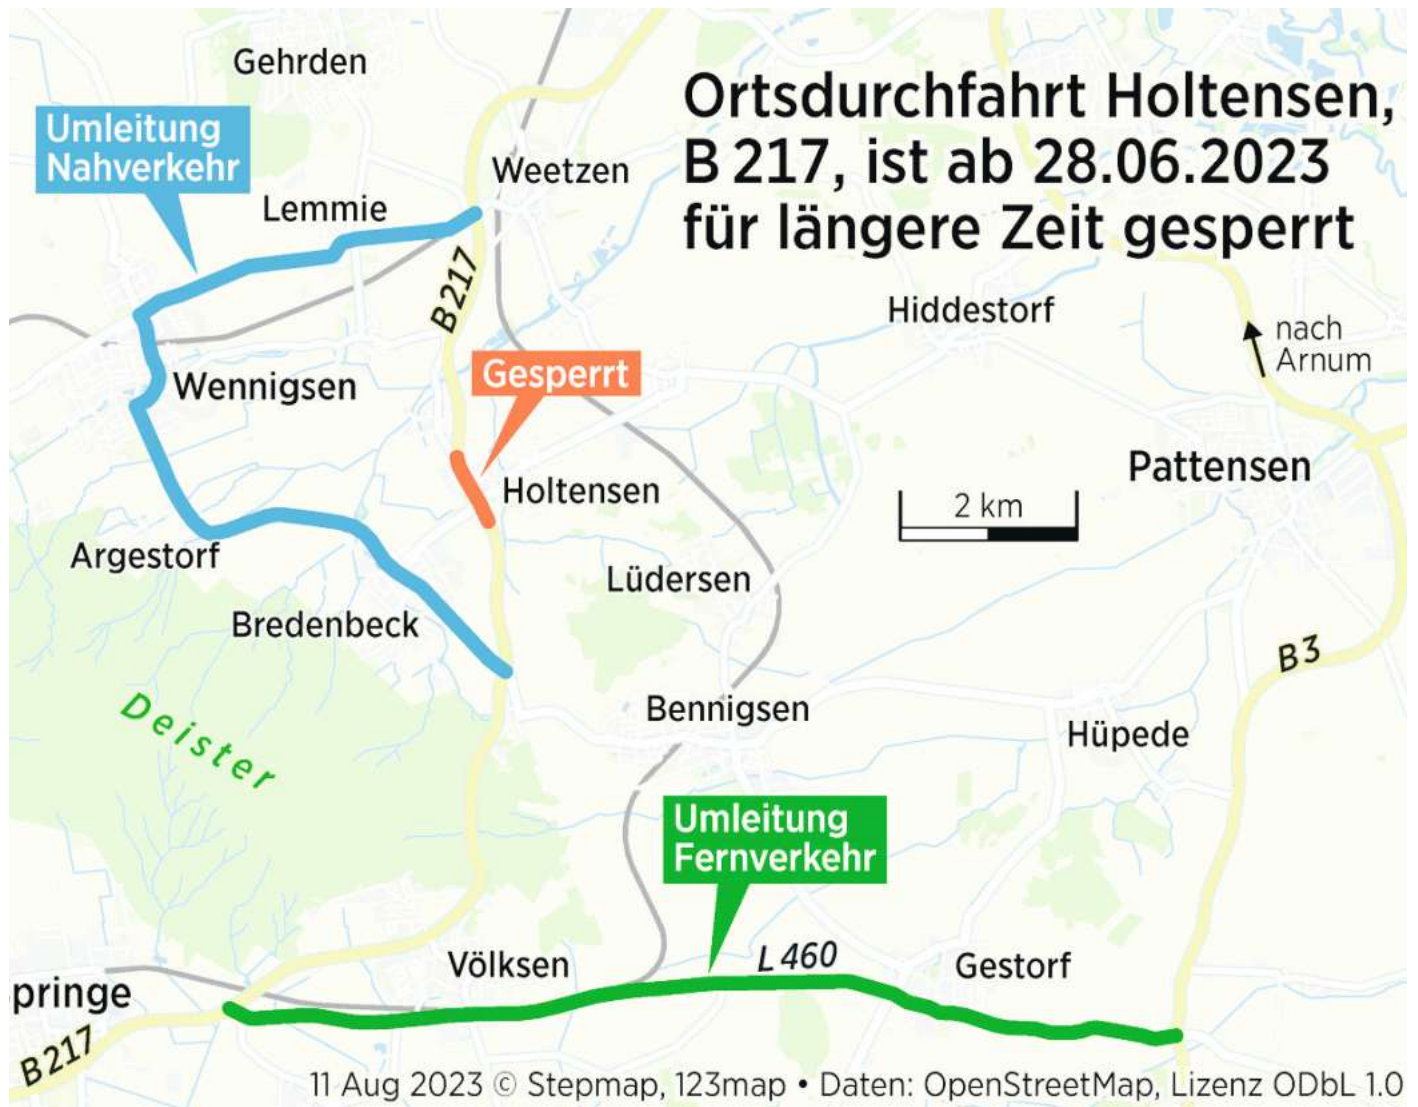 Gehrden
Ortsdurchfahrt Holtensen,
B 217, ist ab 28.06.2023
für längere Zeit gesperrt
Umleitung
Nahverkehr
Weetzen
Lemmie
B217
Hiddestorf
nach
Arnum
Gesperrt
Wennigsen
Pattensen
Holtensen
2 km
Argestorf
Lüdersen
Bredenbeck
B3
Deister
Bennigsen
Hüpede
Umleitung
Fernverkehr
L460
Völksen
Gestorf
pringe
B217
11 Aug 2023 © Stepmap, 123map • Daten: OpenStreetMap, Lizenz ODbL 1.0